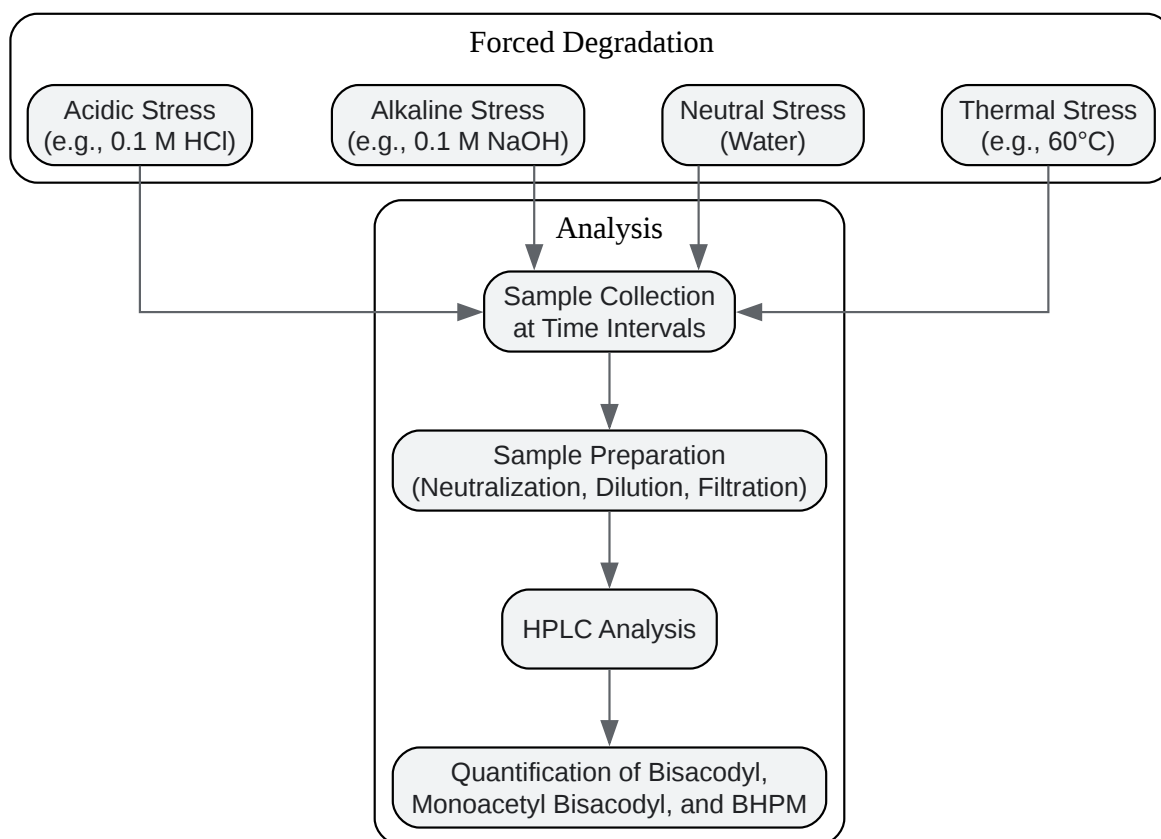 Forced Degradation
Acidic Stress
(e.g., 0.1 M HCl)
Alkaline Stress
(e.g., 0.1 M NaOH)
Neutral Stress
(Water)
Thermal Stress
(e.g., 60°C)
Analysis
Sample Collection
at Time Intervals
Sample Preparation
(Neutralization, Dilution, Filtration)
HPLC Analysis
Quantification of Bisacodyl,
Monoacetyl Bisacodyl, and BHPM